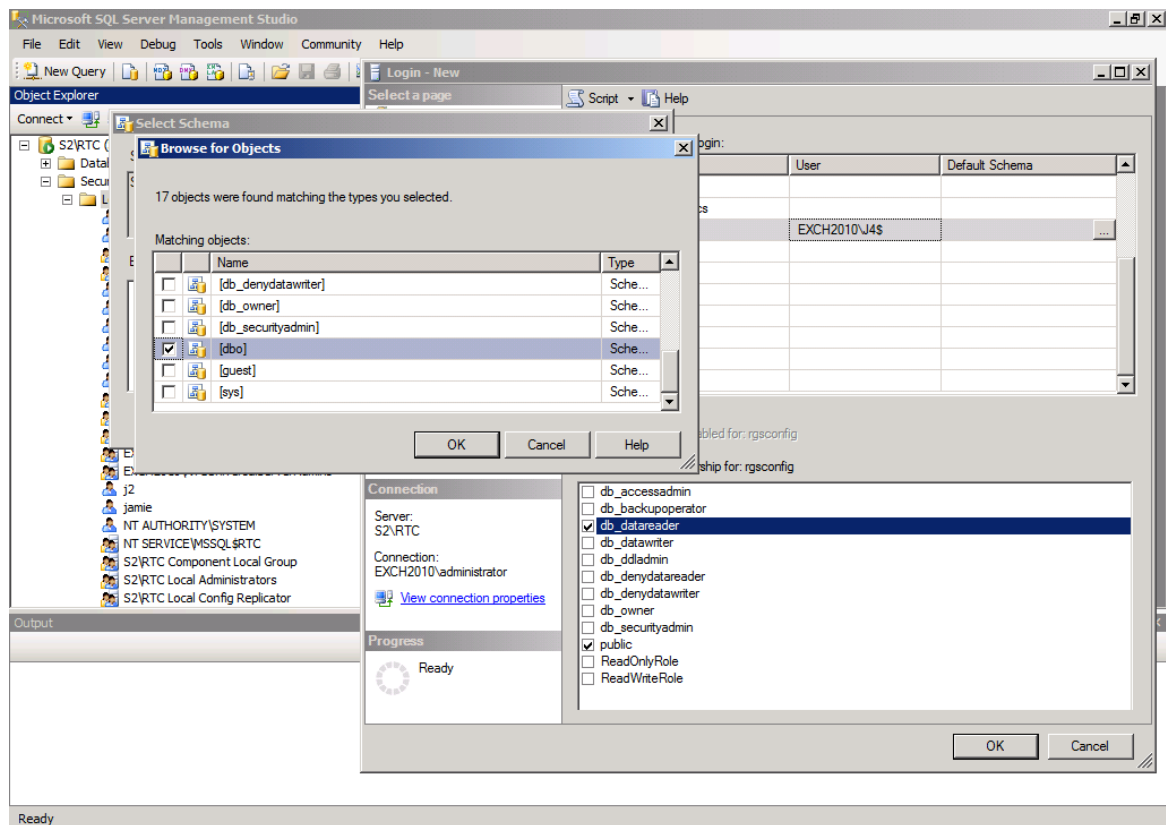 Microsoft SQL Server Management Studio
File Edit View Debug Tools Window Community Help
New Query
Login - New
Object Explorer
Select a page
Script Help
Connect
Select Schema
Browse for Objects
S2\RTC (
Datal
Secur
L
17 objects were found matching the types you selected.
Matching objects:
Name Type
[db_denydatawriter] Sche...
[db_owner] Sche...
[db_securityadmin] Sche...
[dbo] Sche...
[guest] Sche...
[sys] Sche...
OK Cancel Help
ogin:
User Default Schema
cs
EXCH2010\J4$ ...
abled for: rgsconfig
ship for: rgsconfig
j2
jamie
NT AUTHORITY\SYSTEM
NT SERVICE\MSSQL$RTC
S2\RTC Component Local Group
S2\RTC Local Administrators
S2\RTC Local Config Replicator
Connection
Server:
S2\RTC
Connection:
EXCH2010\administrator
View connection properties
Progress
Ready
db_accessadmin
db_backupoperator
db_datareader
db_datawriter
db_ddladmin
db_denydatareader
db_denydatawriter
db_owner
db_securityadmin
public
ReadOnlyRole
ReadWriteRole
OK Cancel
Output
Ready